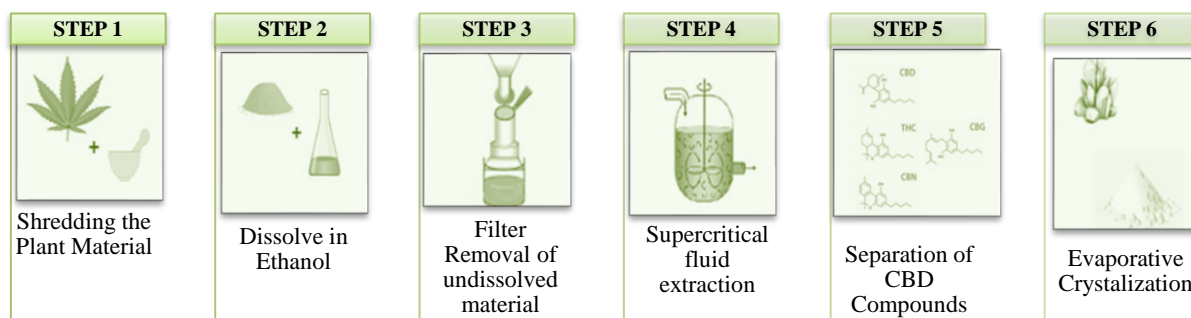 STEP 1
Shredding the
Plant Material
STEP 2
+
Dissolve in
Ethanol
STEP 3
Filter
Removal of
undissolved
material
STEP 4
Supercritical
fluid
extraction
STEP 5
CBD
THC
CBG
CBN
Separation of
CBD
Compounds
STEP 6
Evaporative
Crystalization